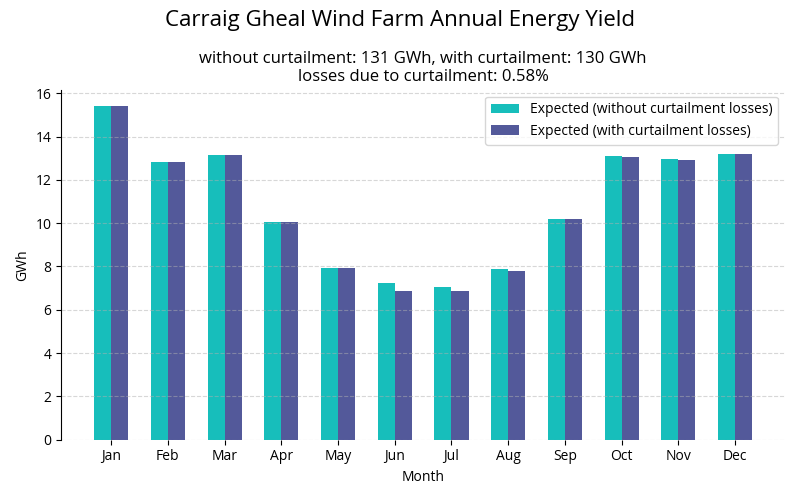 Carraig Gheal Wind Farm Annual Energy Yield
without curtailment: 131 GWh, with curtailment: 130 GWh
losses due to curtailment: 0.58%
Expected (without curtailment losses)
Expected (with curtailment losses)
GWh
16
14
12
10
8
6
4
2
0
Jan Feb Mar Apr May Jun Jul Aug Sep Oct Nov Dec
Month